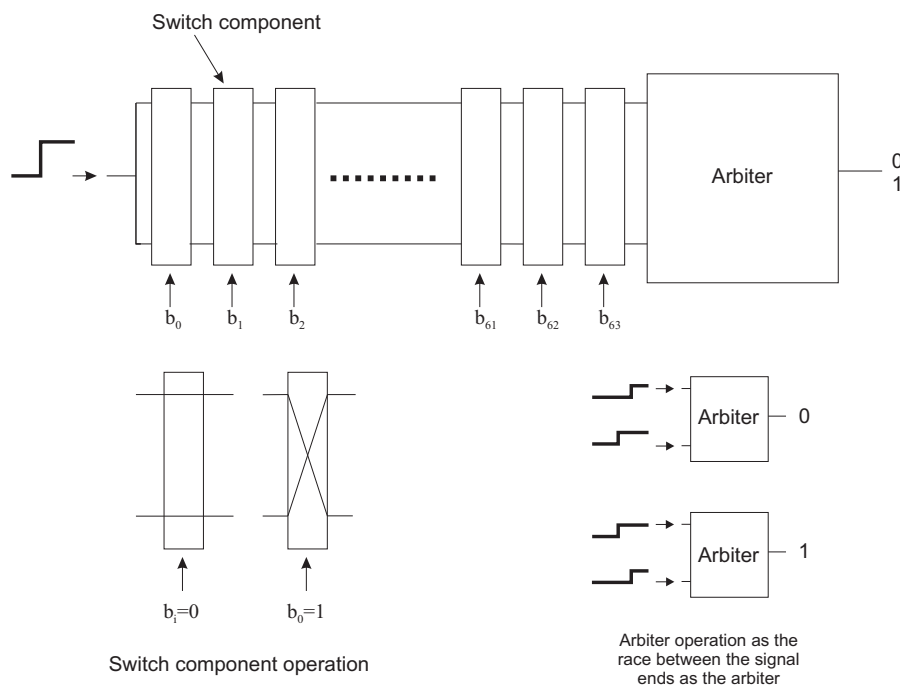 Switch component
Arbiter
0
1
b0
b1
b2
b61
b62
b63
Arbiter
0
Arbiter
1
bi=0
b0=1
Switch component operation
Arbiter operation as the
race between the signal
ends as the arbiter